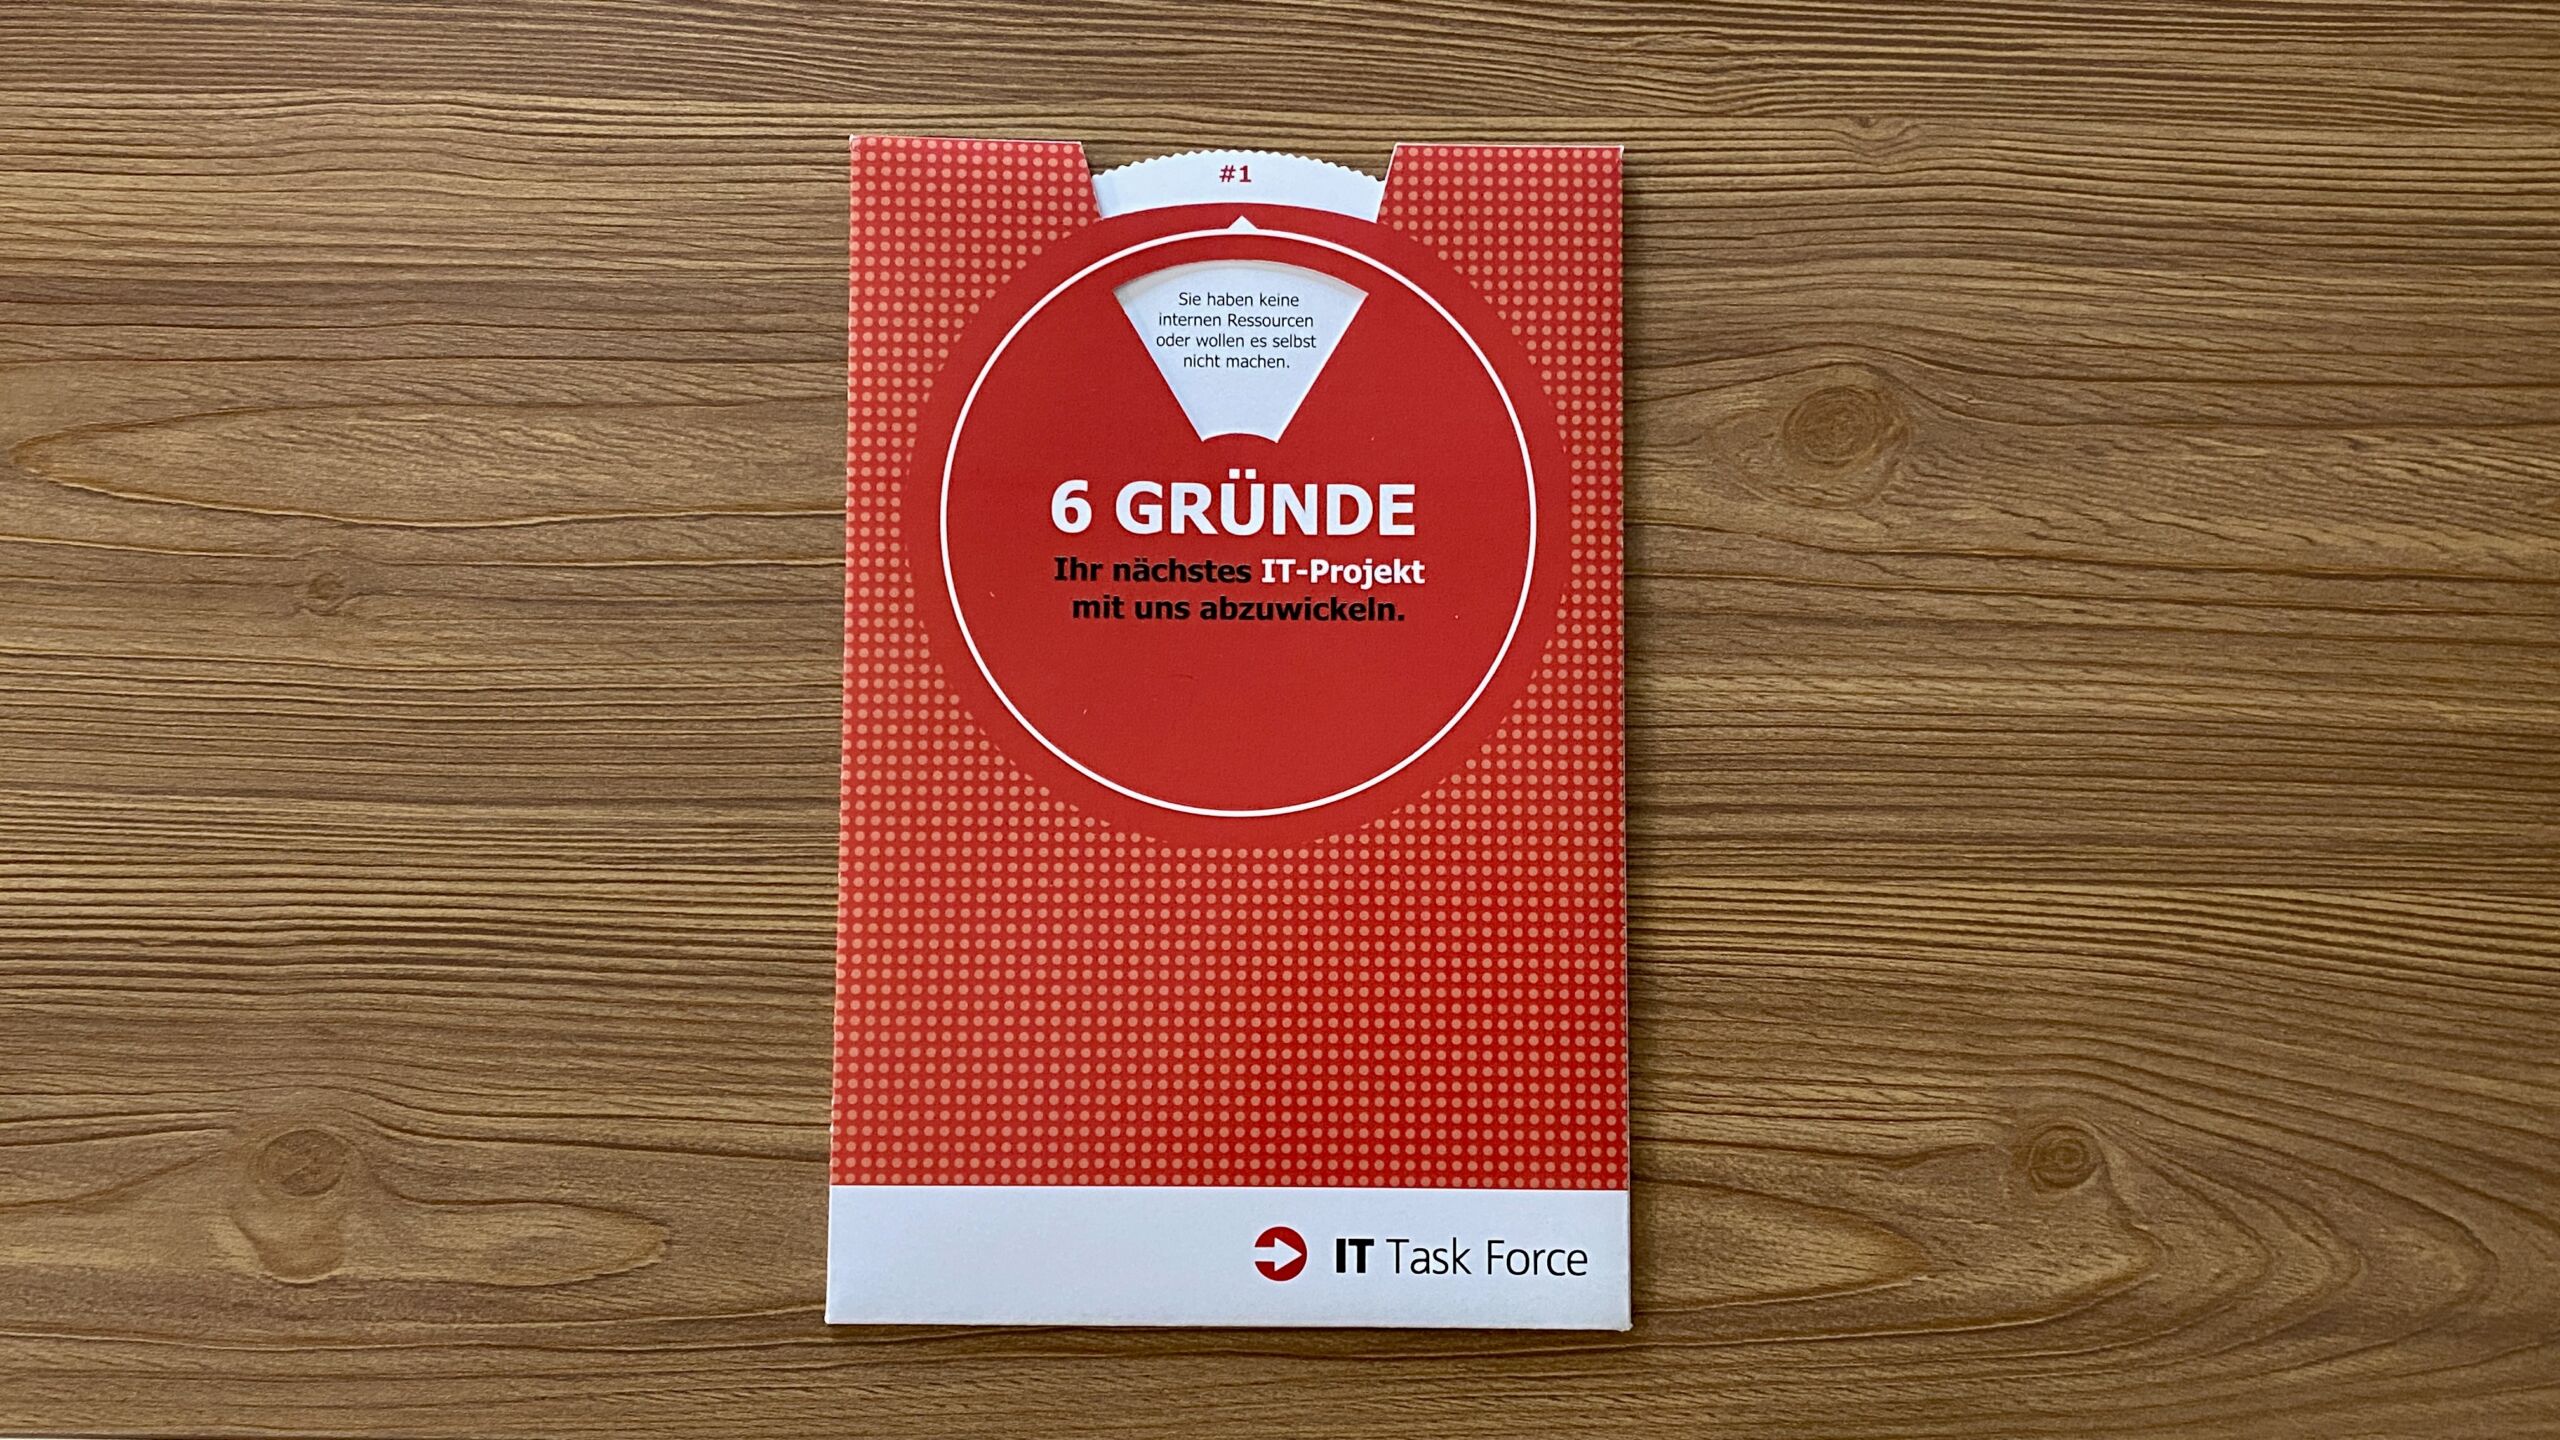 #1
Sie haben keine
internen Ressourcen
oder wollen es selbst
nicht machen.
6 GRÜNDE
Ihr nächstes IT-Projekt
mit uns abzuwickeln.
IT Task Force